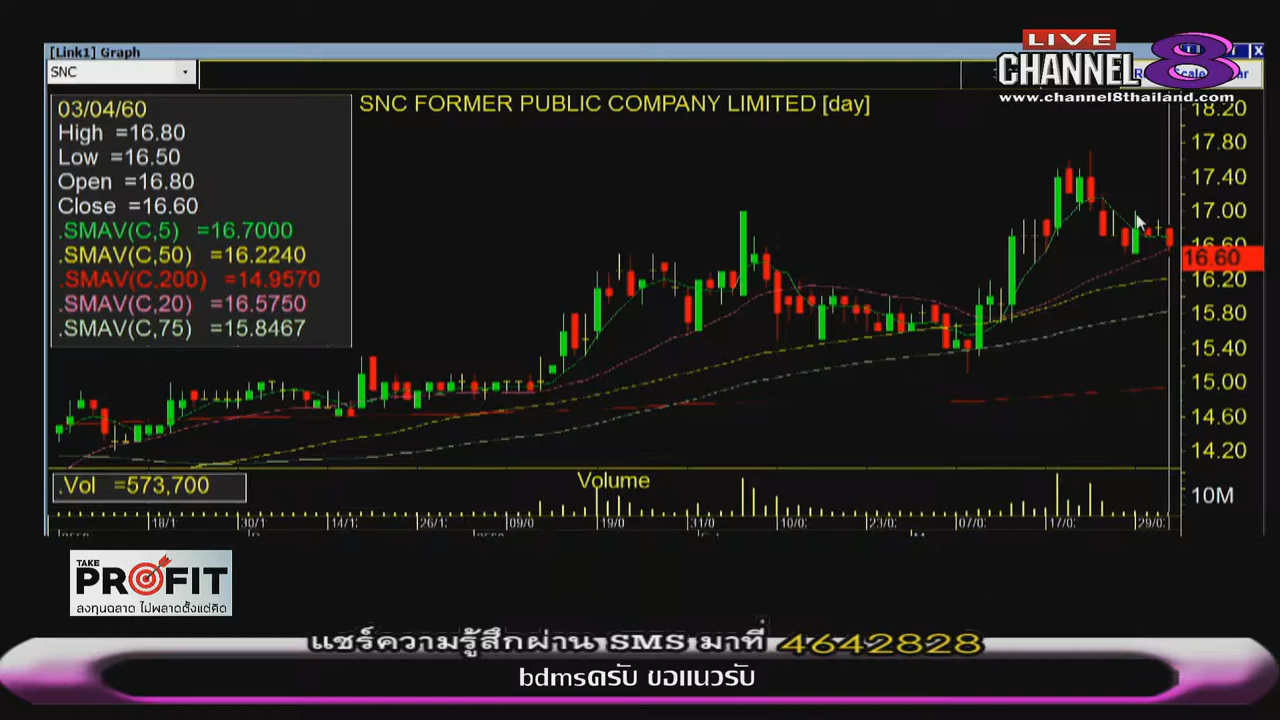 [Link1] Graph
LIVE
CHANNEL 8
www.channel8thailand.com
SNC
SNC FORMER PUBLIC COMPANY LIMITED [day]
03/04/60
High =16.80
Low =16.50
Open =16.80
Close =16.60
.SMAV(C,5) =16.7000
.SMAV(C,50) =16.2240
.SMAV(C,200) =14.9570
.SMAV(C,20) =16.5750
.SMAV(C,75) =15.8467
18.20
17.80
17.40
17.00
16.60
16.60
16.20
15.80
15.40
15.00
14.60
14.20
.Vol =573,700
Volume
10M
18/1 30/1 14/1 26/1 09/0 19/0 31/0 10/0 23/0 07/0 17/0 29/0
TAKE
PROFIT
ลงทุนฉลาด ไม่พลาดตั้งแต่คิด
แชร์ความรู้สึกผ่าน SMS มาที่ 4642828
bdmsครับ ขอแนวรับ